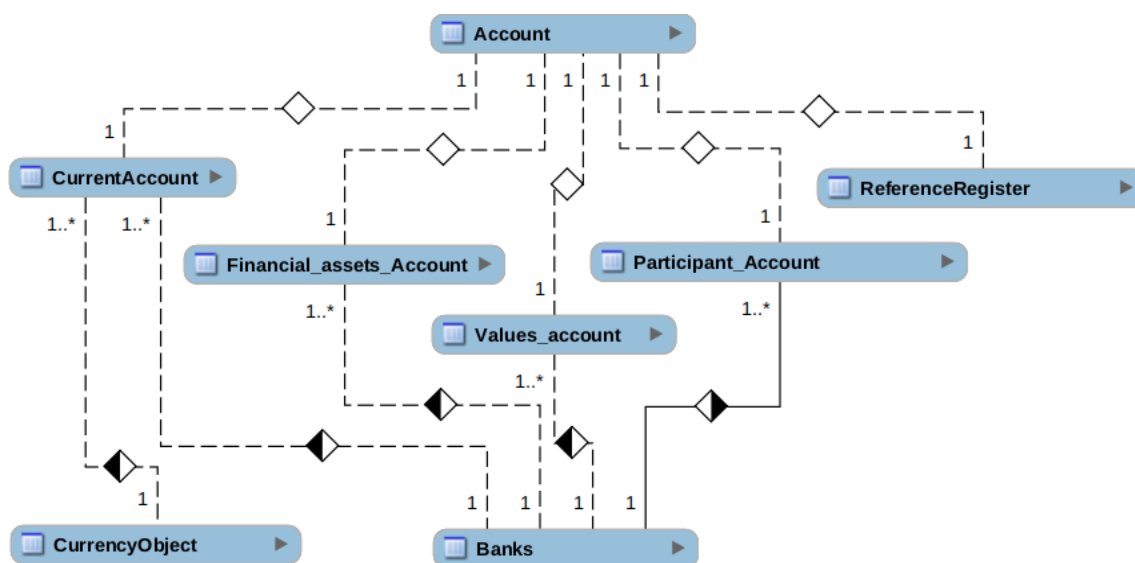 Account
1 1 1 1 1
1 1
CurrentAccount
ReferenceRegister
1..* 1..* 1 1
Financial_assets_Account
Participant_Account
1
1..* 1..*
Values_account
1..*
1 1 1 1 1
CurrencyObject
Banks